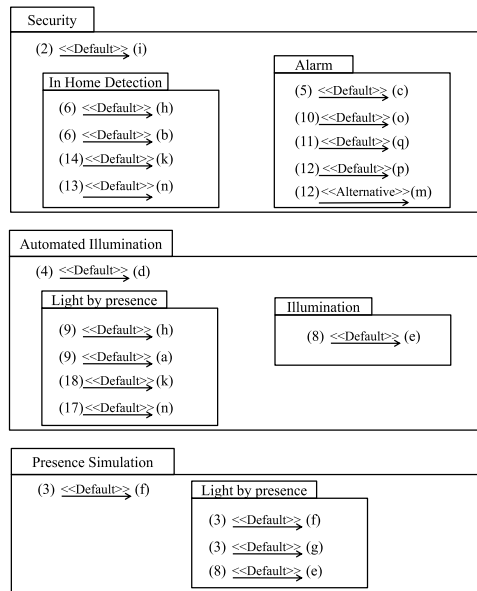 Security
(2) <<Default>> (i)
In Home Detection
(6) <<Default>> (h)
(6) <<Default>> (b)
(14) <<Default>> (k)
(13) <<Default>> (n)
Alarm
(5) <<Default>> (c)
(10) <<Default>> (o)
(11) <<Default>> (q)
(12) <<Default>> (p)
(12) <<Alternative>> (m)
Automated Illumination
(4) <<Default>> (d)
Light by presence
(9) <<Default>> (h)
(9) <<Default>> (a)
(18) <<Default>> (k)
(17) <<Default>> (n)
Illumination
(8) <<Default>> (e)
Presence Simulation
(3) <<Default>> (f)
Light by presence
(3) <<Default>> (f)
(3) <<Default>> (g)
(8) <<Default>> (e)